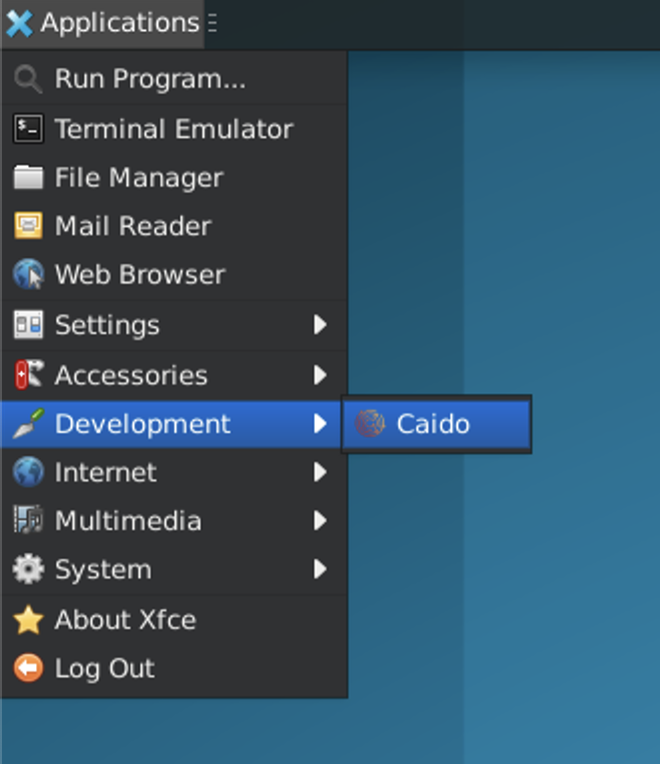 Applications
Run Program...
Terminal Emulator
File Manager
Mail Reader
Web Browser
Settings
Accessories
Development
Caido
Internet
Multimedia
System
About Xfce
Log Out